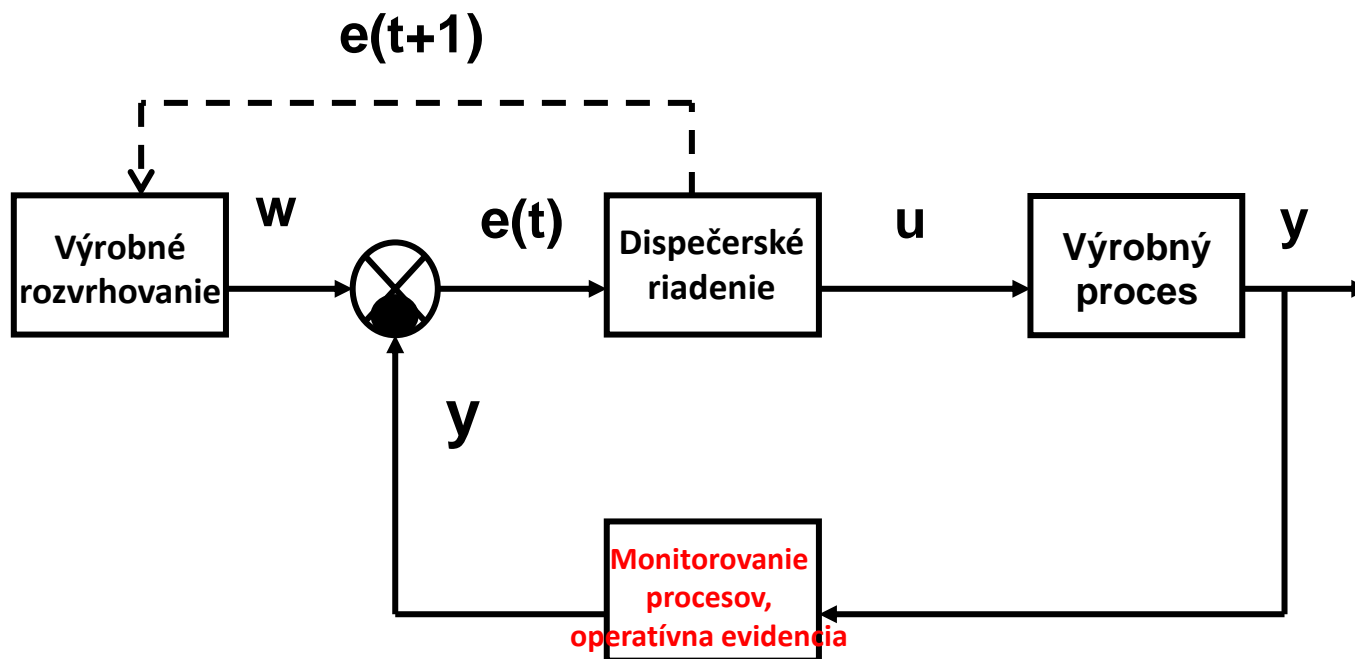 e(t+1)
w
e(t)
u
y
Výrobné
rozvrhovanie
Dispečerské
riadenie
Výrobný
proces
y
Monitorovanie
procesov,
operatívna evidencia